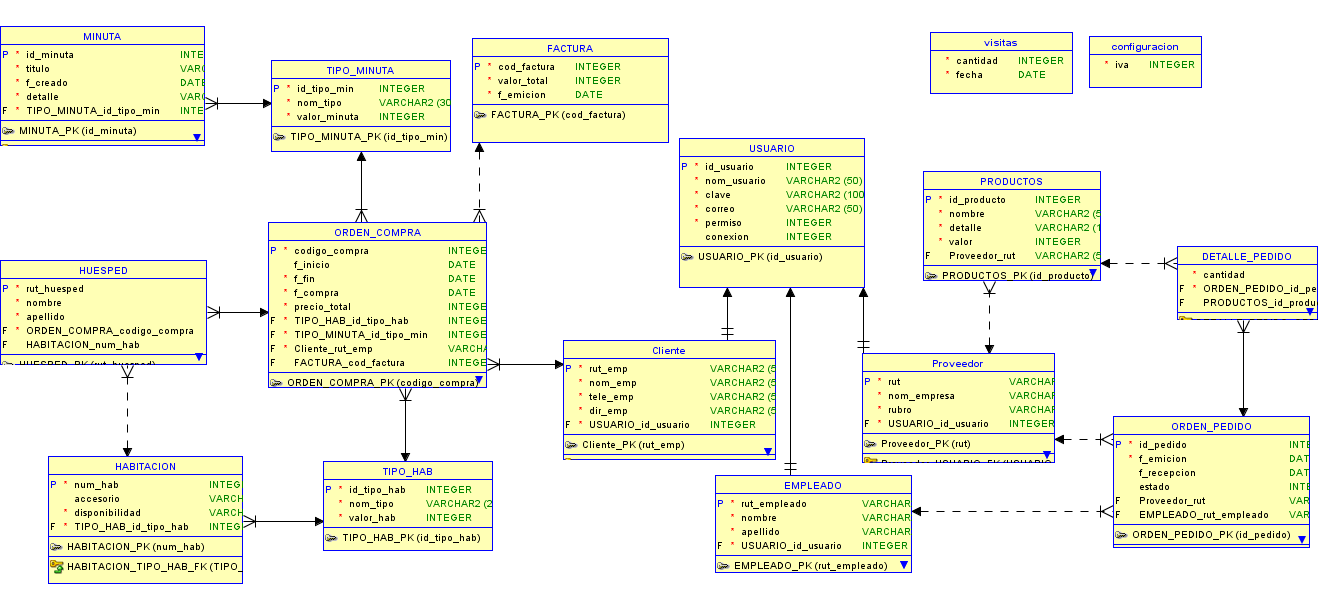 MINUTA
P * id_minuta INTE
* titulo VARC
* f_creado DATE
* detalle VARC
F * TIPO_MINUTA_id_tipo_min INTE
MINUTA_PK (id_minuta)
TIPO_MINUTA
P * id_tipo_min INTEGER
* nom_tipo VARCHAR2 (30
* valor_minuta INTEGER
TIPO_MINUTA_PK (id_tipo_min)
FACTURA
P * cod_factura INTEGER
* valor_total INTEGER
* f_emicion DATE
FACTURA_PK (cod_factura)
visitas
* cantidad INTEGER
* fecha DATE
configuracion
* iva INTEGER
USUARIO
P * id_usuario INTEGER
* nom_usuario VARCHAR2 (50)
* clave VARCHAR2 (100
* correo VARCHAR2 (50)
* permiso INTEGER
conexion INTEGER
USUARIO_PK (id_usuario)
PRODUCTOS
P * id_producto INTEGER
* nombre VARCHAR2 (5
* detalle VARCHAR2 (1
* valor INTEGER
F Proveedor_rut VARCHAR2 (5
PRODUCTOS_PK (id_producto)
DETALLE_PEDIDO
* cantidad
F * ORDEN_PEDIDO_id_pe
F PRODUCTOS_id_produ
HUESPED
P * rut_huesped
* nombre
* apellido
F * ORDEN_COMPRA_codigo_compra
F HABITACION_num_hab
HUESPED_PK (rut_huesped)
ORDEN_COMPRA
P * codigo_compra INTEGE
f_inicio DATE
* f_fin DATE
* f_compra DATE
* precio_total INTEGE
F * TIPO_HAB_id_tipo_hab INTEGE
F * TIPO_MINUTA_id_tipo_min INTEGE
F * Cliente_rut_emp VARCHA
F FACTURA_cod_factura INTEGE
ORDEN_COMPRA_PK (codigo_compra)
Cliente
P * rut_emp VARCHAR2 (5
* nom_emp VARCHAR2 (5
* tele_emp VARCHAR2 (5
* dir_emp VARCHAR2 (5
F * USUARIO_id_usuario INTEGER
Cliente_PK (rut_emp)
Proveedor
P * rut VARCHAR
* nom_empresa VARCHAR
* rubro VARCHAR
F * USUARIO_id_usuario INTEGER
Proveedor_PK (rut)
ORDEN_PEDIDO
P * id_pedido INTE
* f_emicion DAT
f_recepcion DAT
estado INTE
F Proveedor_rut VAR
F EMPLEADO_rut_empleado VAR
ORDEN_PEDIDO_PK (id_pedido)
HABITACION
P * num_hab INTEG
accesorio VARCH
* disponibilidad VARCH
F * TIPO_HAB_id_tipo_hab INTEG
HABITACION_PK (num_hab)
HABITACION_TIPO_HAB_FK (TIPO_
TIPO_HAB
P * id_tipo_hab INTEGER
* nom_tipo VARCHAR2 (2
* valor_hab INTEGER
TIPO_HAB_PK (id_tipo_hab)
EMPLEADO
P * rut_empleado VARCHAR
* nombre VARCHAR
* apellido VARCHAR
F * USUARIO_id_usuario INTEGER
EMPLEADO_PK (rut_empleado)